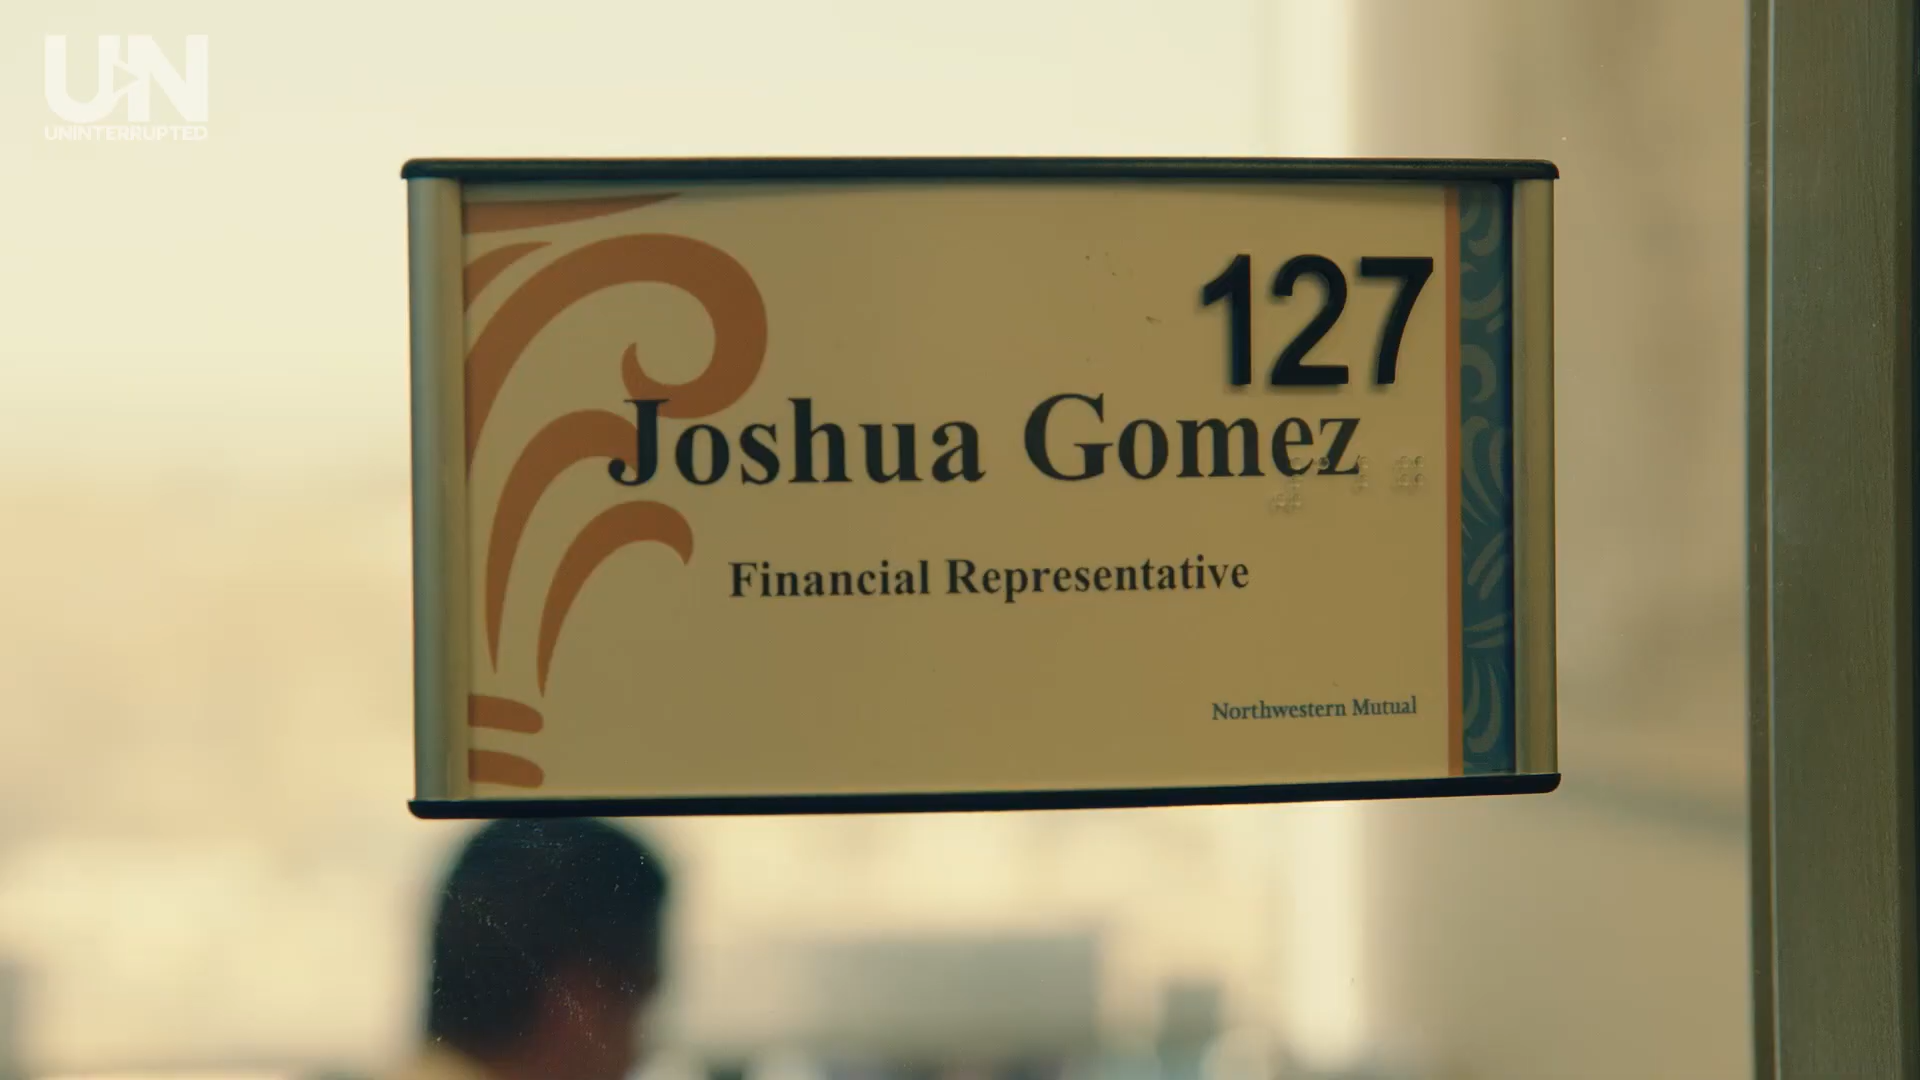 UN
UNINTERRUPTED
127
Joshua Gomez
Financial Representative
Northwestern Mutual